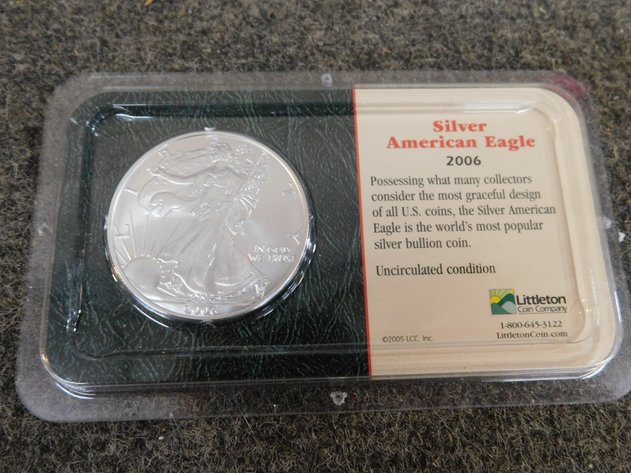 LIBERTY
IN GOD
WE TRUST
2006
Silver
American Eagle
2006
Possessing what many collectors
consider the most graceful design
of all U.S. coins, the Silver American
Eagle is the world's most popular
silver bullion coin.
Uncirculated condition
Littleton
Coin Company
1-800-645-3122
LittletonCoin.com
©2005 LCC, Inc.